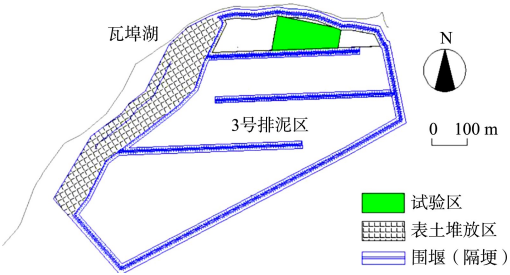 瓦埠湖
N
3号排泥区
0 100 m
试验区
表土堆放区
围堰（隔埂）